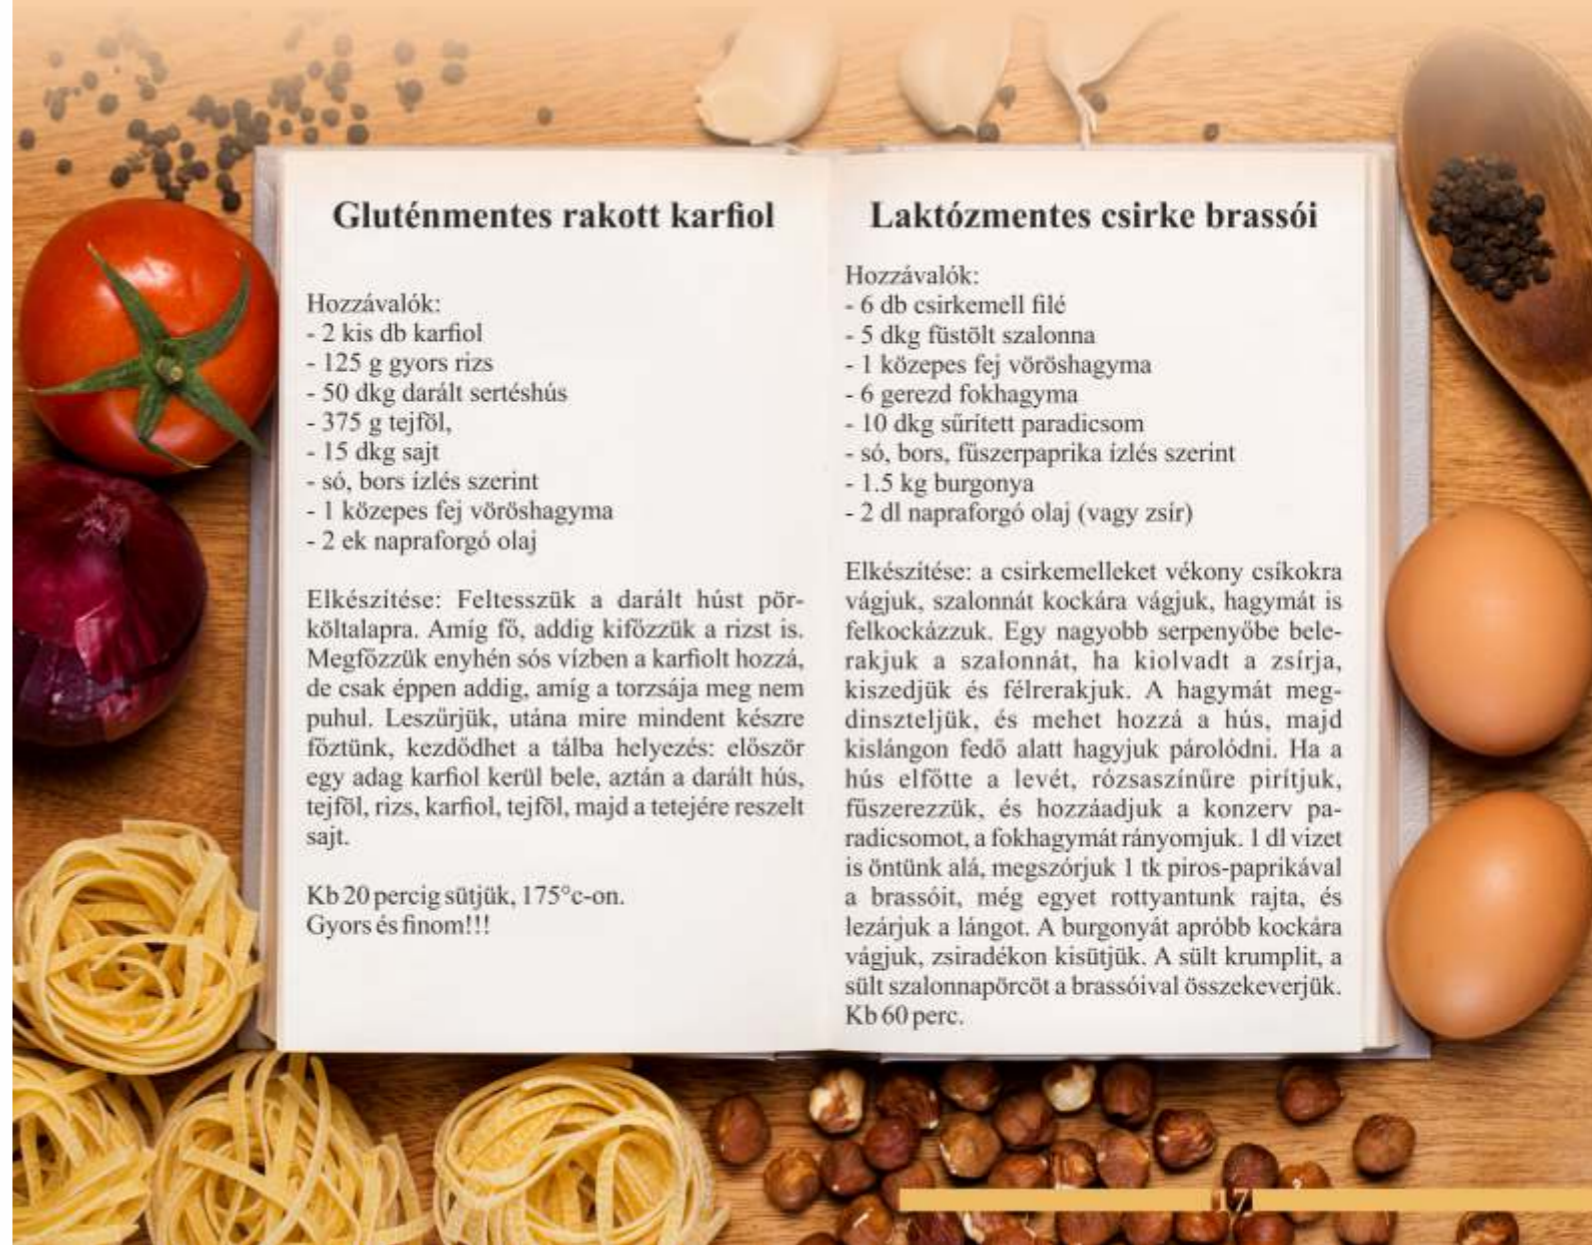 Gluténmentes rakott karfiol
Hozzávalók:
- 2 kis db karfiol
- 125 g gyors rizs
- 50 dkg darált sertéshús
- 375 g tejföl,
- 15 dkg sajt
- só, bors ízlés szerint
- 1 közepes fej vöröshagyma
- 2 ek napraforgó olaj
Elkészítése: Feltesszük a darált húst pör-
költalapra. Amíg fő, addig kifőzzük a rizst is.
Megfőzzük enyhén sós vízben a karfiolt hozzá,
de csak éppen addig, amíg a torzsája meg nem
puhul. Leszűrjük, utána mire mindent készre
főztünk, kezdődhet a tálba helyezés: először
egy adag karfiol kerül bele, aztán a darált hús,
tejföl, rizs, karfiol, tejföl, majd a tetejére reszelt
sajt.
Kb 20 percig sütjük, 175°c-on.
Gyors és finom!!!
Laktózmentes csirke brassói
Hozzávalók:
- 6 db csirkemell filé
- 5 dkg füstölt szalonna
- 1 közepes fej vöröshagyma
- 6 gerezd fokhagyma
- 10 dkg sűrített paradicsom
- só, bors, fűszerpaprika ízlés szerint
- 1.5 kg burgonya
- 2 dl napraforgó olaj (vagy zsír)
Elkészítése: a csirkemelleket vékony csíkokra
vágjuk, szalonnát kockára vágjuk, hagymát is
felkockázzuk. Egy nagyobb serpenyőbe bele-
rakjuk a szalonnát, ha kiolvadt a zsírja,
kiszedjük és félrerakjuk. A hagymát meg-
dinszteljük, és mehet hozzá a hús, majd
kislángon fedő alatt hagyjuk párolódni. Ha a
hús elfőtte a levét, rózsaszínűre pirítjuk,
fűszerezzük, és hozzáadjuk a konzerv pa-
radicsomot, a fokhagymát rányomjuk. 1 dl vizet
is öntünk alá, megszórjuk 1 tk piros-paprikával
a brassóit, még egyet rottyantunk rajta, és
lezárjuk a lángot. A burgonyát apróbb kockára
vágjuk, zsiradékon kisütjük. A sült krumplit, a
sült szalonnapörcöt a brassóival összekeverjük.
Kb 60 perc.
17